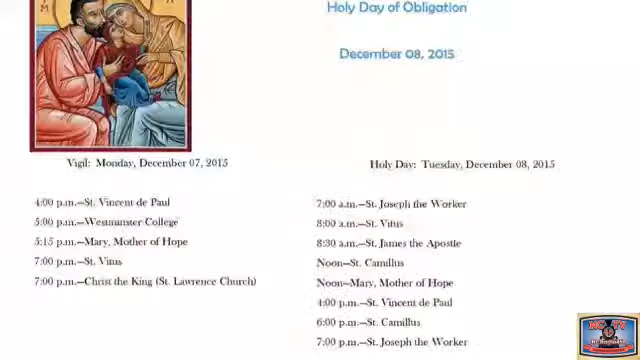 Holy Day of Obligation
December 08, 2015
Vigil: Monday, December 07, 2015
4:00 p.m.—St. Vincent de Paul
5:00 p.m.—Westminster College
5:15 p.m.—Mary, Mother of Hope
7:00 p.m.—St. Vitus
7:00 p.m.—Christ the King (St. Lawrence Church)
Holy Day: Tuesday, December 08, 2015
7:00 a.m.—St. Joseph the Worker
8:00 a.m.—St. Vitus
8:30 a.m.—St. James the Apostle
Noon—St. Camillus
Noon—Mary, Mother of Hope
4:00 p.m.—St. Vincent de Paul
6:00 p.m.—St. Camillus
7:00 p.m.—St. Joseph the Worker